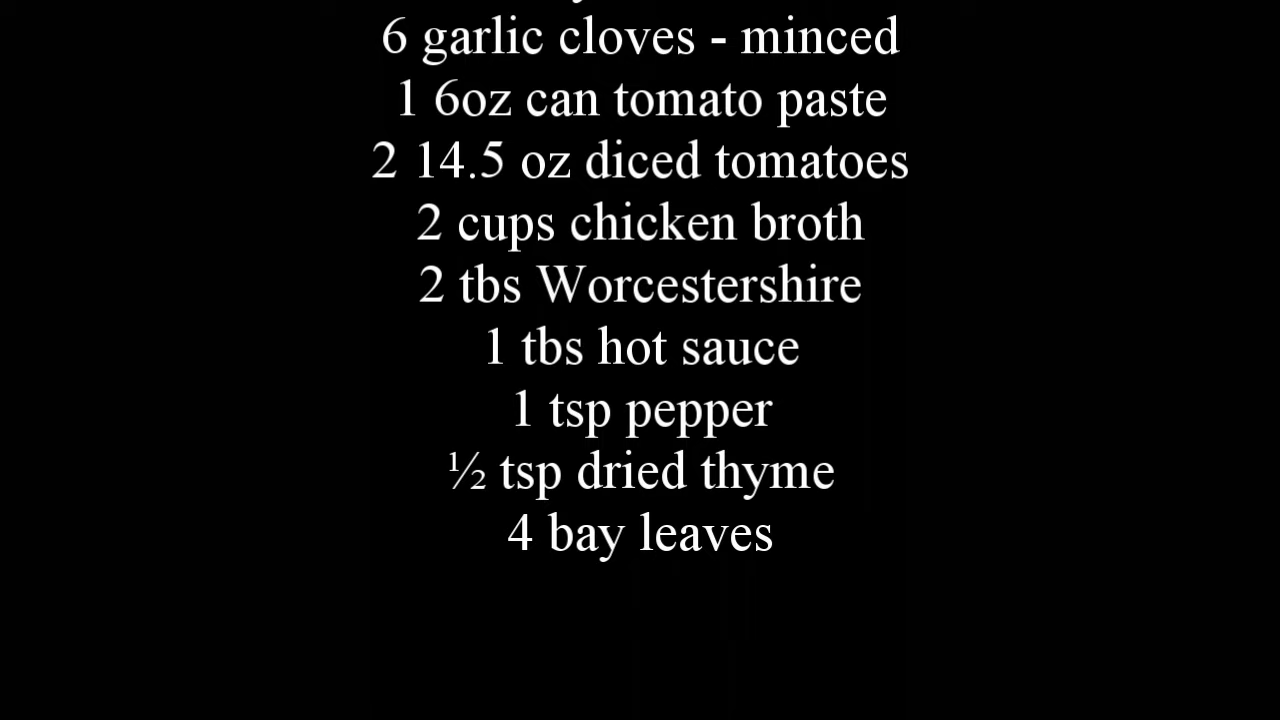 6 garlic cloves - minced
1 6oz can tomato paste
2 14.5 oz diced tomatoes
2 cups chicken broth
2 tbs Worcestershire
1 tbs hot sauce
1 tsp pepper
½ tsp dried thyme
4 bay leaves